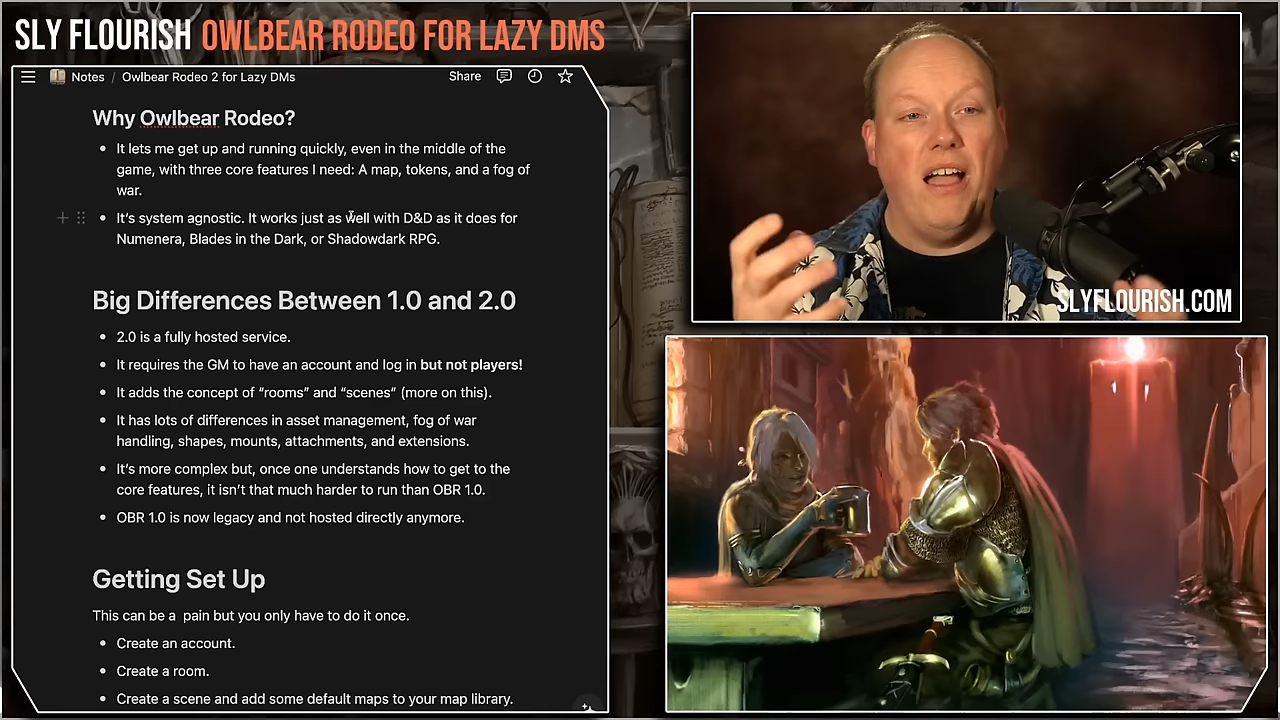 SLY FLOURISH OWLBEAR RODEO FOR LAZY DMS
Notes / Owlbear Rodeo 2 for Lazy DMs
Share
Why Owlbear Rodeo?
• It lets me get up and running quickly, even in the middle of the
game, with three core features I need: A map, tokens, and a fog of
war.
• It’s system agnostic. It works just as well with D&D as it does for
Numenera, Blades in the Dark, or Shadowdark RPG.
Big Differences Between 1.0 and 2.0
• 2.0 is a fully hosted service.
• It requires the GM to have an account and log in but not players!
• It adds the concept of “rooms” and “scenes” (more on this).
• It has lots of differences in asset management, fog of war
handling, shapes, mounts, attachments, and extensions.
• It’s more complex but, once one understands how to get to the
core features, it isn’t that much harder to run than OBR 1.0.
• OBR 1.0 is now legacy and not hosted directly anymore.
Getting Set Up
This can be a  pain but you only have to do it once.
• Create an account.
• Create a room.
• Create a scene and add some default maps to your map library.
SLYFLOURISH.COM